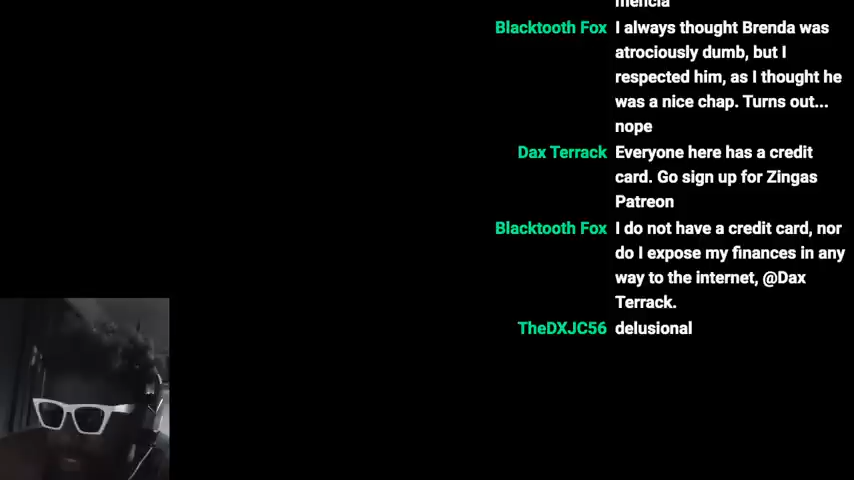 mencia
Blacktooth Fox I always thought Brenda was
atrociously dumb, but I
respected him, as I thought he
was a nice chap. Turns out...
nope
Dax Terrack Everyone here has a credit
card. Go sign up for Zingas
Patreon
Blacktooth Fox I do not have a credit card, nor
do I expose my finances in any
way to the internet, @Dax
Terrack.
TheDXJC56 delusional